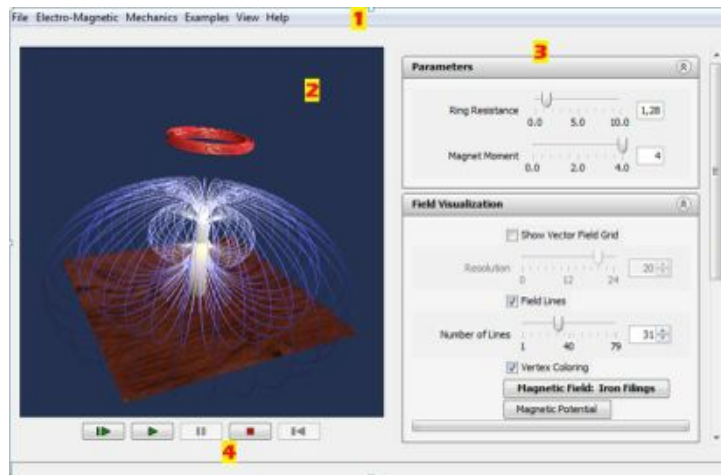 File Electro-Magnetic Mechanics Examples View Help
1
2
3
Parameters
Ring Resistance
1,28
0.0 5.0 10.0
Magnet Moment
4
0.0 2.0 4.0
Field Visualization
Show Vector Field Grid
Resolution
20
0 12 24
Field Lines
Number of Lines
31
1 40 79
Vertex Coloring
Magnetic Field: Iron Filings
Magnetic Potential
4